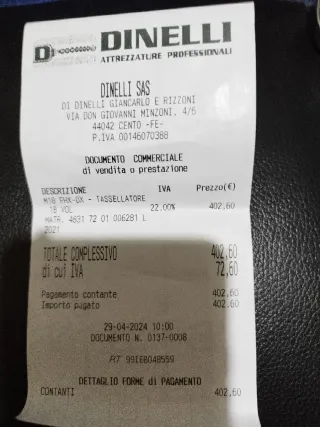 DINELLI
ATTREZZATURE PROFESSIONALI
DINELLI SAS
DI DINELLI GIANCARLO E RIZZONI
VIA DON GIOVANNI MINZONI, 4/6
44042 CENTO -FE-
P.IVA 00146070388
DOCUMENTO COMMERCIALE
di vendita o prestazione
DESCRIZIONE IVA Prezzo(€)
M18 - TASSELLATORE
18 VOL 22,00% 402,60
MATR. 4831 72 01 006281 L
2021
TOTALE COMPLESSIVO 402,60
di cui IVA 72,60
Pagamento contante 402,60
Importo pagato 402,60
29-04-2024 10:00
DOCUMENTO N. 0137-0008
RT 99IEB048559
DETTAGLIO FORME di PAGAMENTO
CONTANTI 402,60